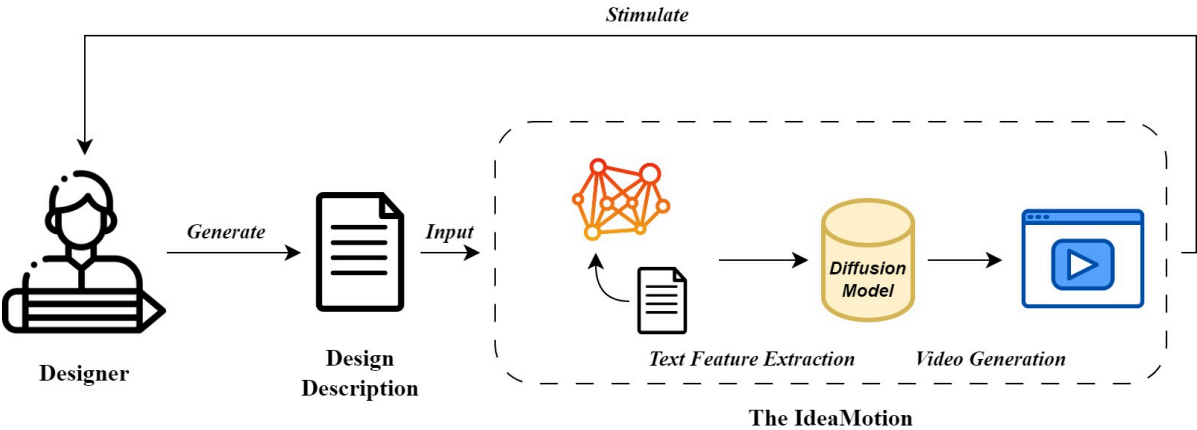 Stimulate
Generate
Input
Diffusion
Model
Text Feature Extraction
Video Generation
Designer
Design
Description
The IdeaMotion